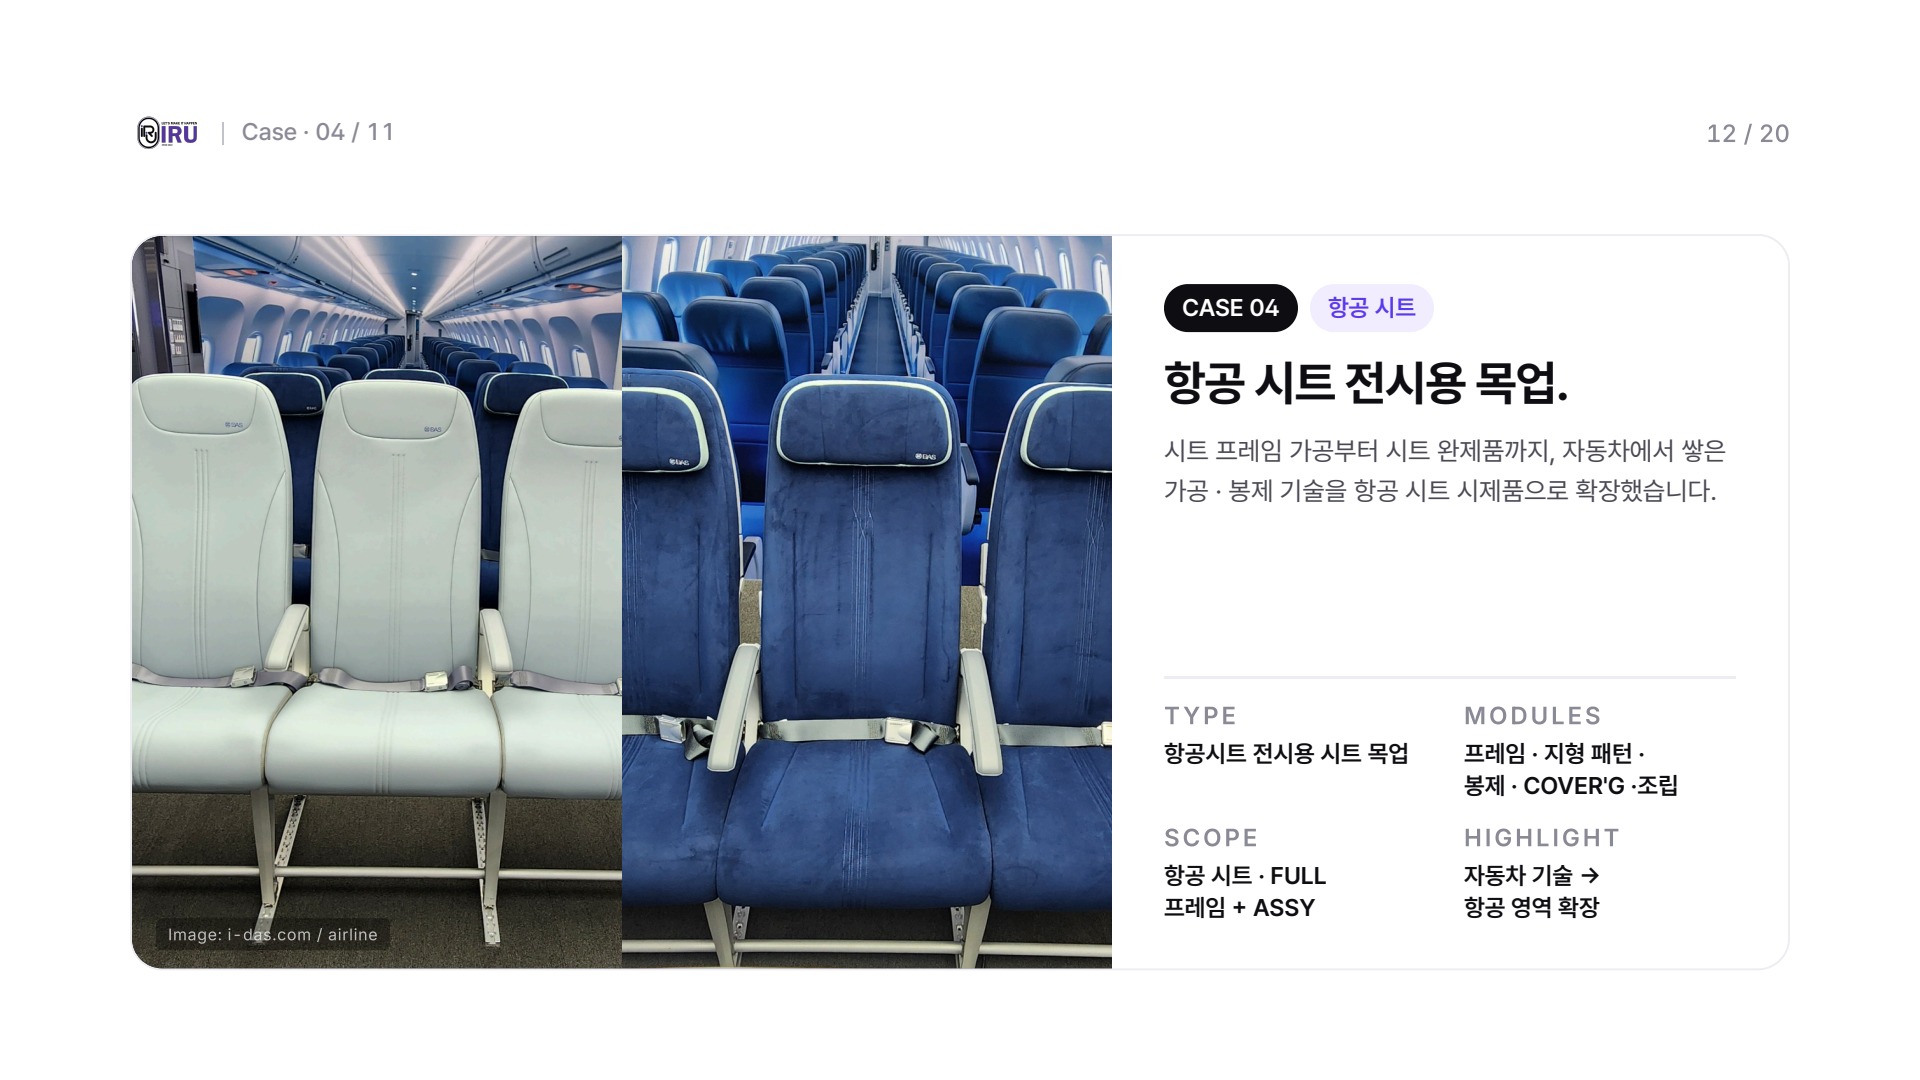 IRU
Case · 04 / 11
12 / 20
DAS
DAS
DAS
DAS
Image: i-das.com / airline
CASE 04
항공 시트
항공 시트 전시용 목업.
시트 프레임 가공부터 시트 완제품까지, 자동차에서 쌓은
가공 · 봉제 기술을 항공 시트 시제품으로 확장했습니다.
TYPE
항공시트 전시용 시트 목업
MODULES
프레임 · 지형 패턴 ·
봉제 · COVER'G ·조립
SCOPE
항공 시트 · FULL
프레임 + ASSY
HIGHLIGHT
자동차 기술 →
항공 영역 확장